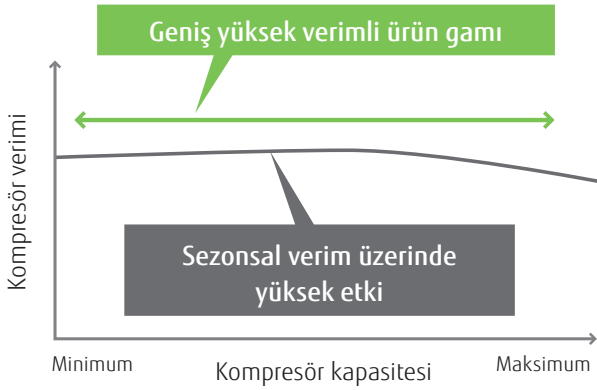 Geniş yüksek verimli ürün gamı
Kompresör verimi
Sezonsal verim üzerinde
yüksek etki
Minimum
Kompresör kapasitesi
Maksimum